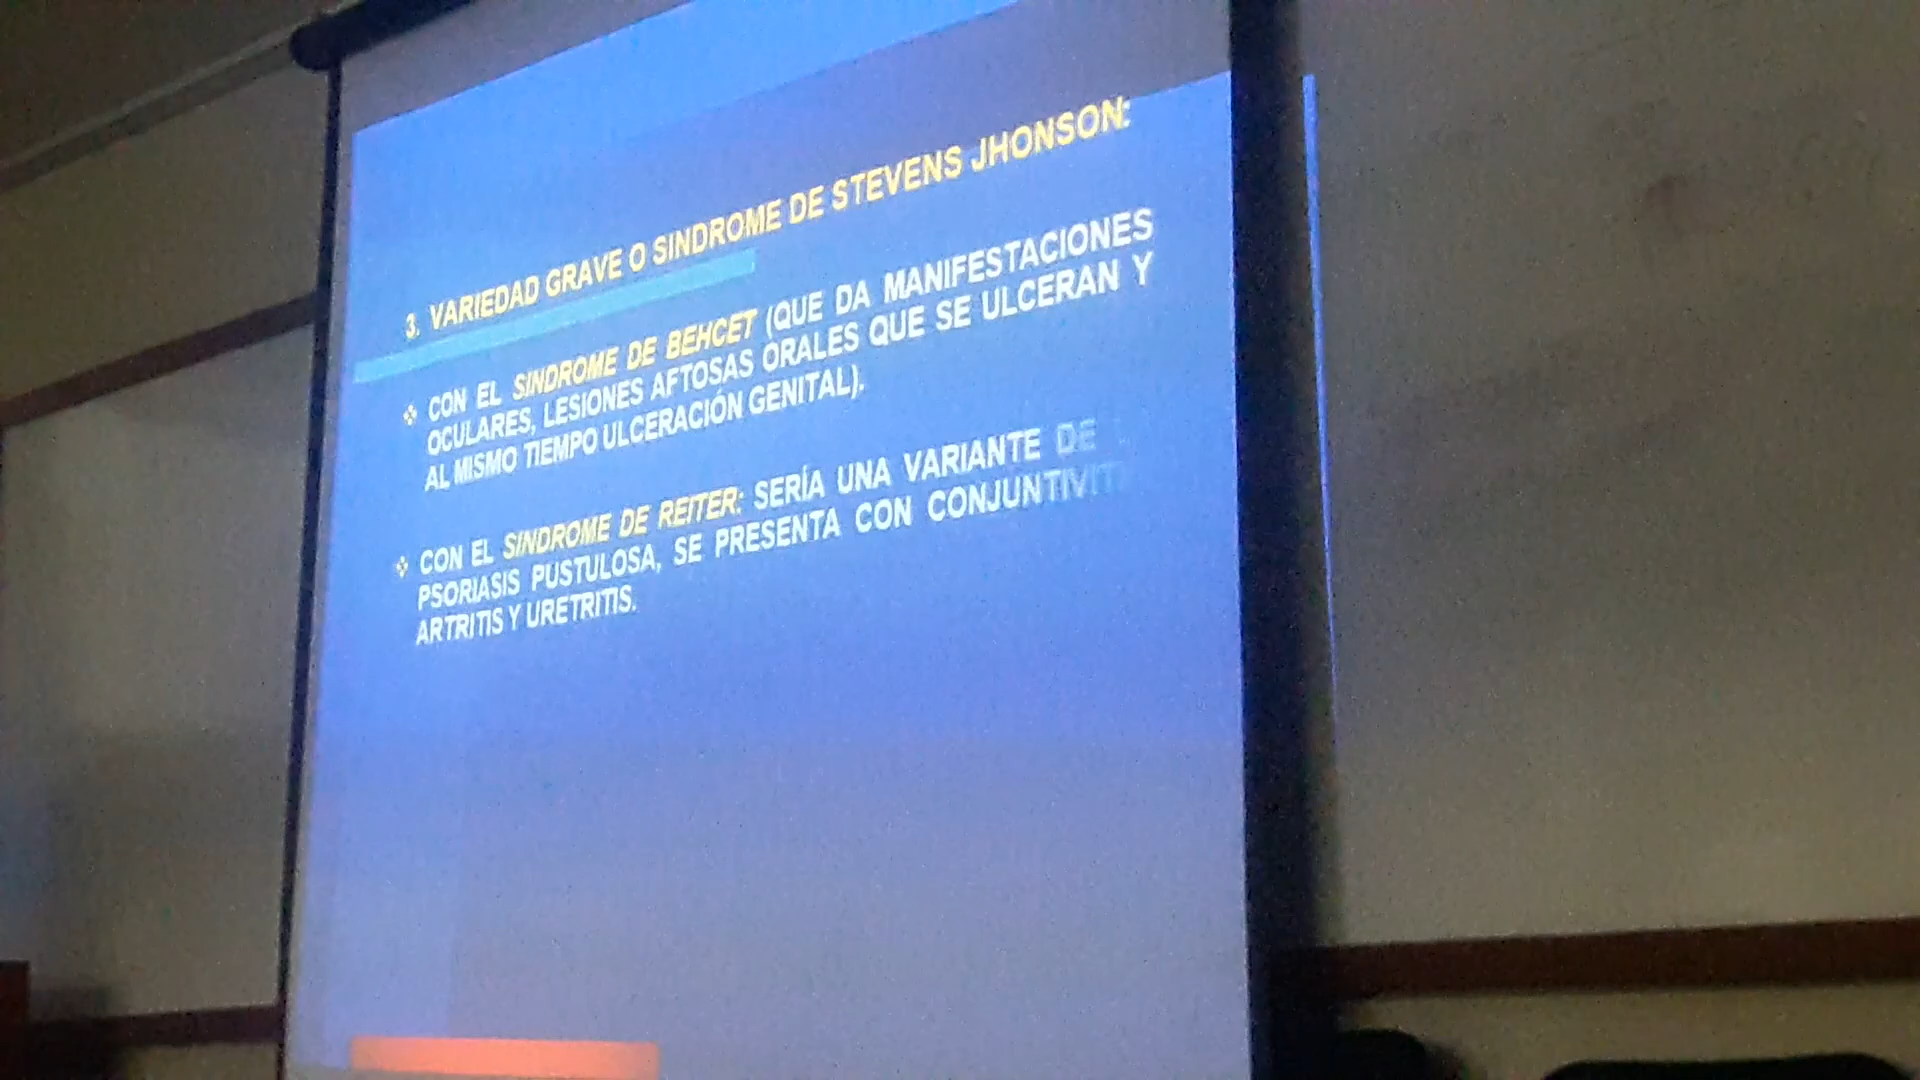 3. VARIEDAD GRAVE O SINDROME DE STEVENS JHONSON:
❖ CON EL SINDROME DE BEHCET (QUE DA MANIFESTACIONES
OCULARES, LESIONES AFTOSAS ORALES QUE SE ULCERAN Y
AL MISMO TIEMPO ULCERACIÓN GENITAL).
❖ CON EL SINDROME DE REITER: SERÍA UNA VARIANTE DE
PSORIASIS PUSTULOSA, SE PRESENTA CON
ARTRITIS Y URETRITIS.